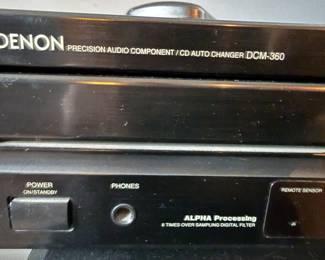 DENON PRECISION AUDIO COMPONENT / CD AUTO CHANGER DCM-360
POWER
ON/STANDBY
PHONES
ALPHA Processing
8 TIMES OVER SAMPLING DIGITAL FILTER
REMOTE SENSOR